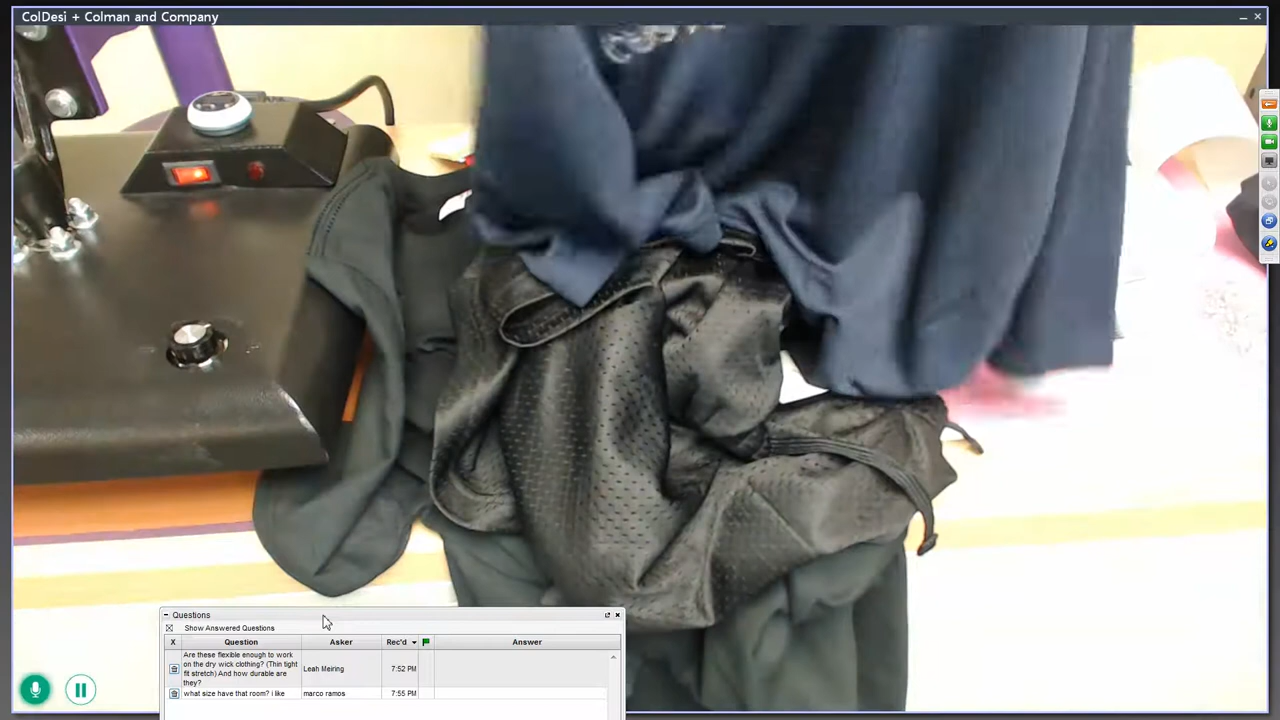 ColDesi + Colman and Company
Questions
Show Answered Questions
X Question Asker Rec'd Answer
Are these flexible enough to work
on the dry wick clothing? (Thin tight
fit stretch) And how durable are
they?
Leah Meiring 7:52 PM
what size have that room? i like marco ramos 7:55 PM